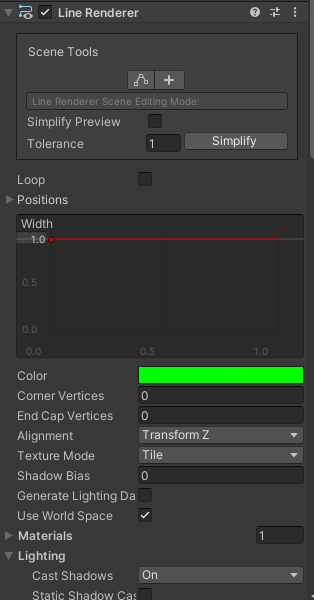 Line Renderer
Scene Tools
Line Renderer Scene Editing Mode:
Simplify Preview
Tolerance 1 Simplify
Loop
Positions
Width
1.0
0.5
0.0
0.0 0.5 1.0
Color
Corner Vertices 0
End Cap Vertices 0
Alignment Transform Z
Texture Mode Tile
Shadow Bias 0
Generate Lighting Da
Use World Space
Materials 1
Lighting
Cast Shadows On
Static Shadow Cas